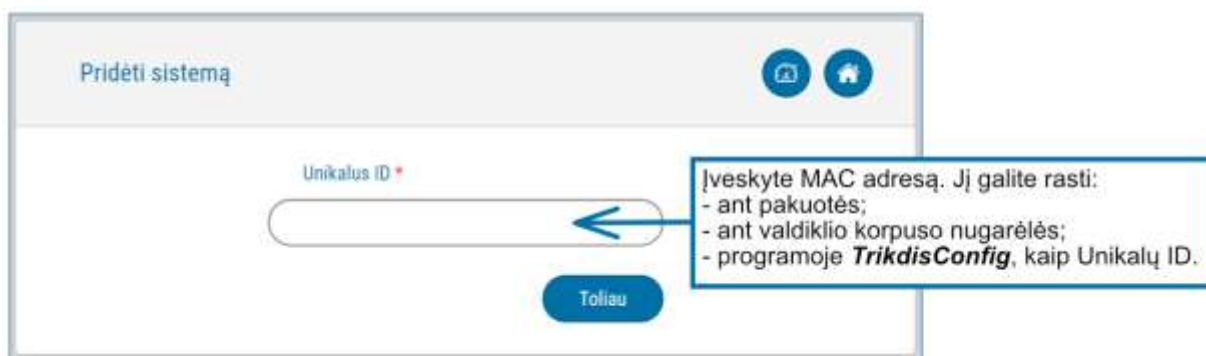 Pridėti sistemą
Unikalus ID *
Įveskyte MAC adresą. Jį galite rasti:
- ant pakuotės;
- ant valdiklio korpuso nugarėlės;
- programoje TrikdisConfig, kaip Unikalų ID.
Toliau